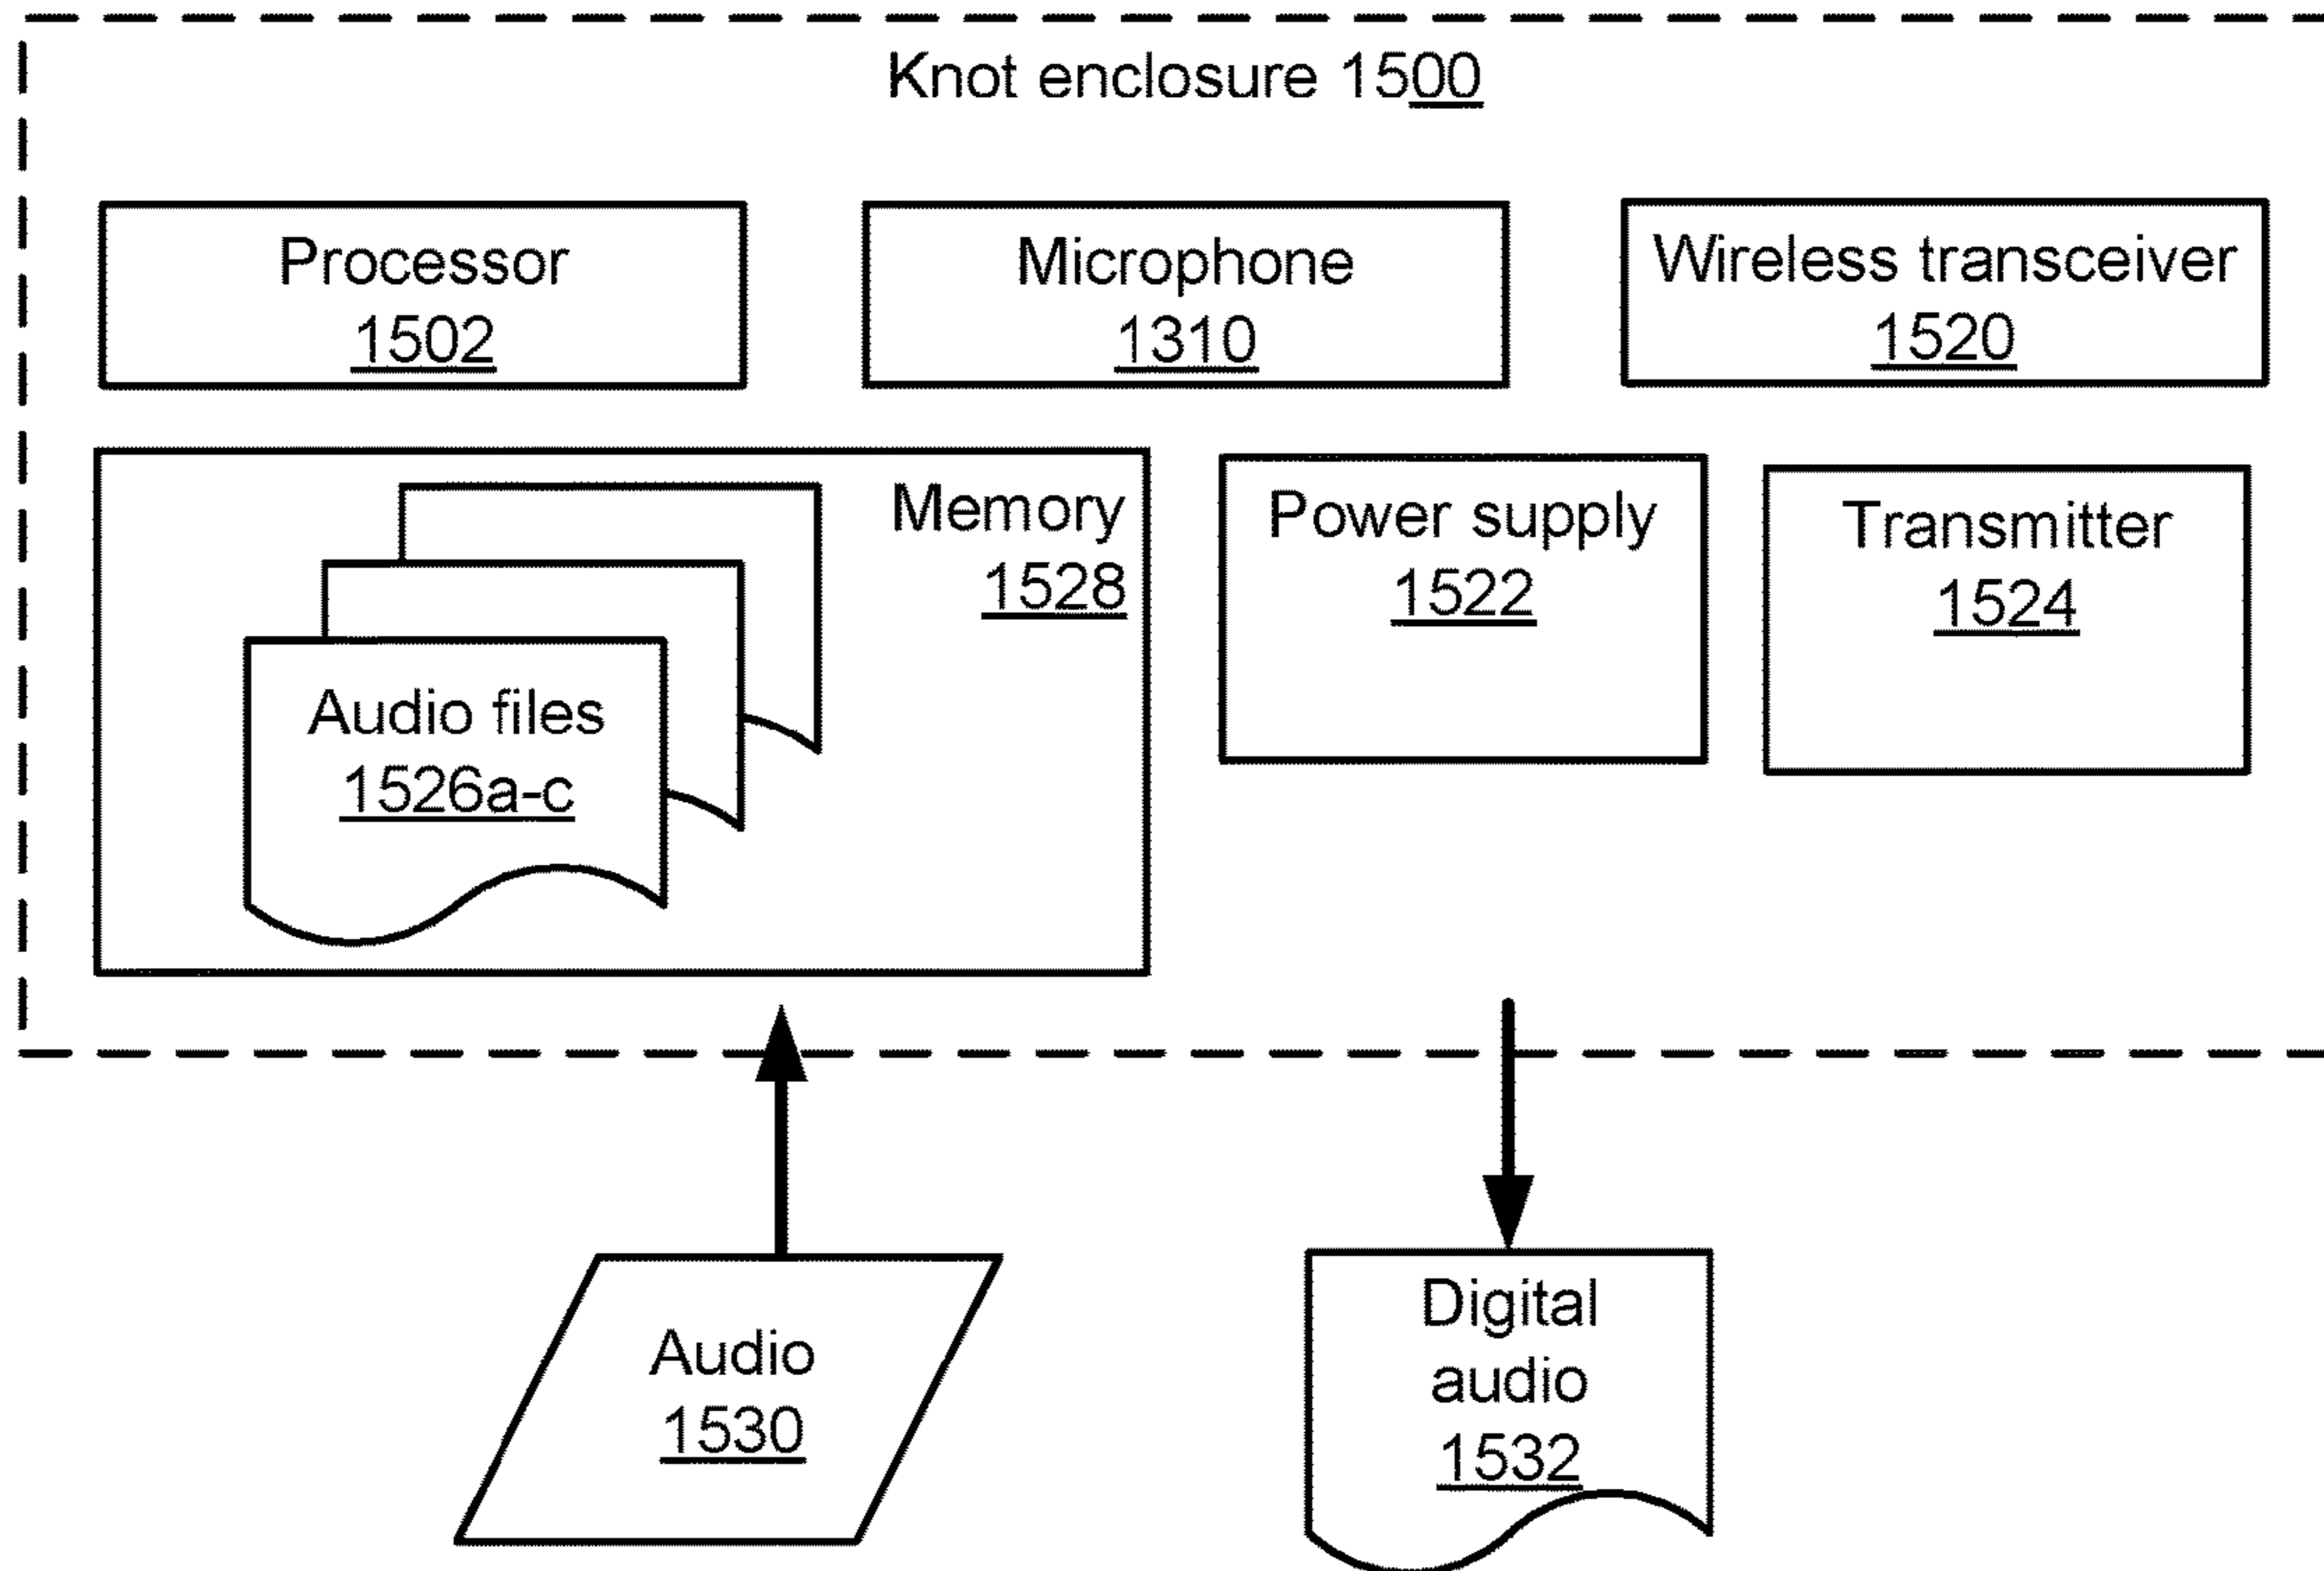 Knot enclosure 1500
Processor
1502
Microphone
1310
Wireless transceiver
1520
Memory
1528
Audio files
1526a-c
Power supply
1522
Transmitter
1524
Audio
1530
Digital
audio
1532